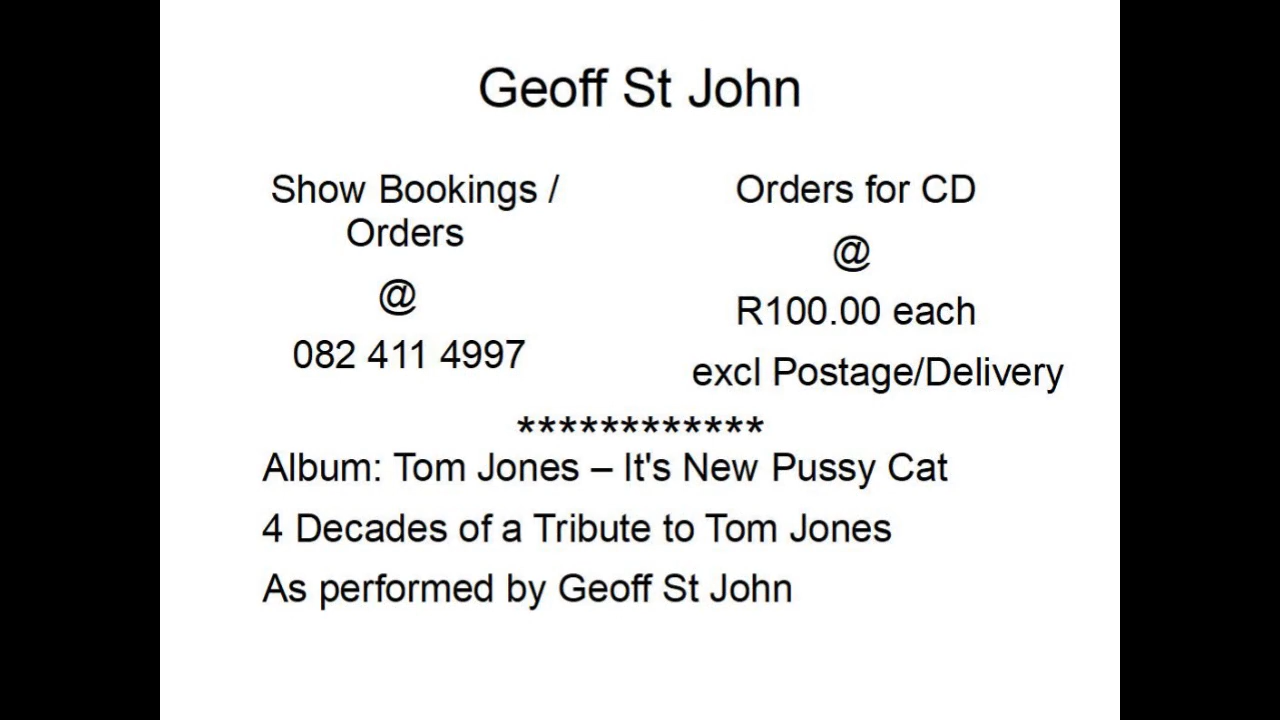 Geoff St John
Show Bookings /
Orders
@
082 411 4997
Orders for CD
@
R100.00 each
excl Postage/Delivery
************
Album: Tom Jones – It's New Pussy Cat
4 Decades of a Tribute to Tom Jones
As performed by Geoff St John